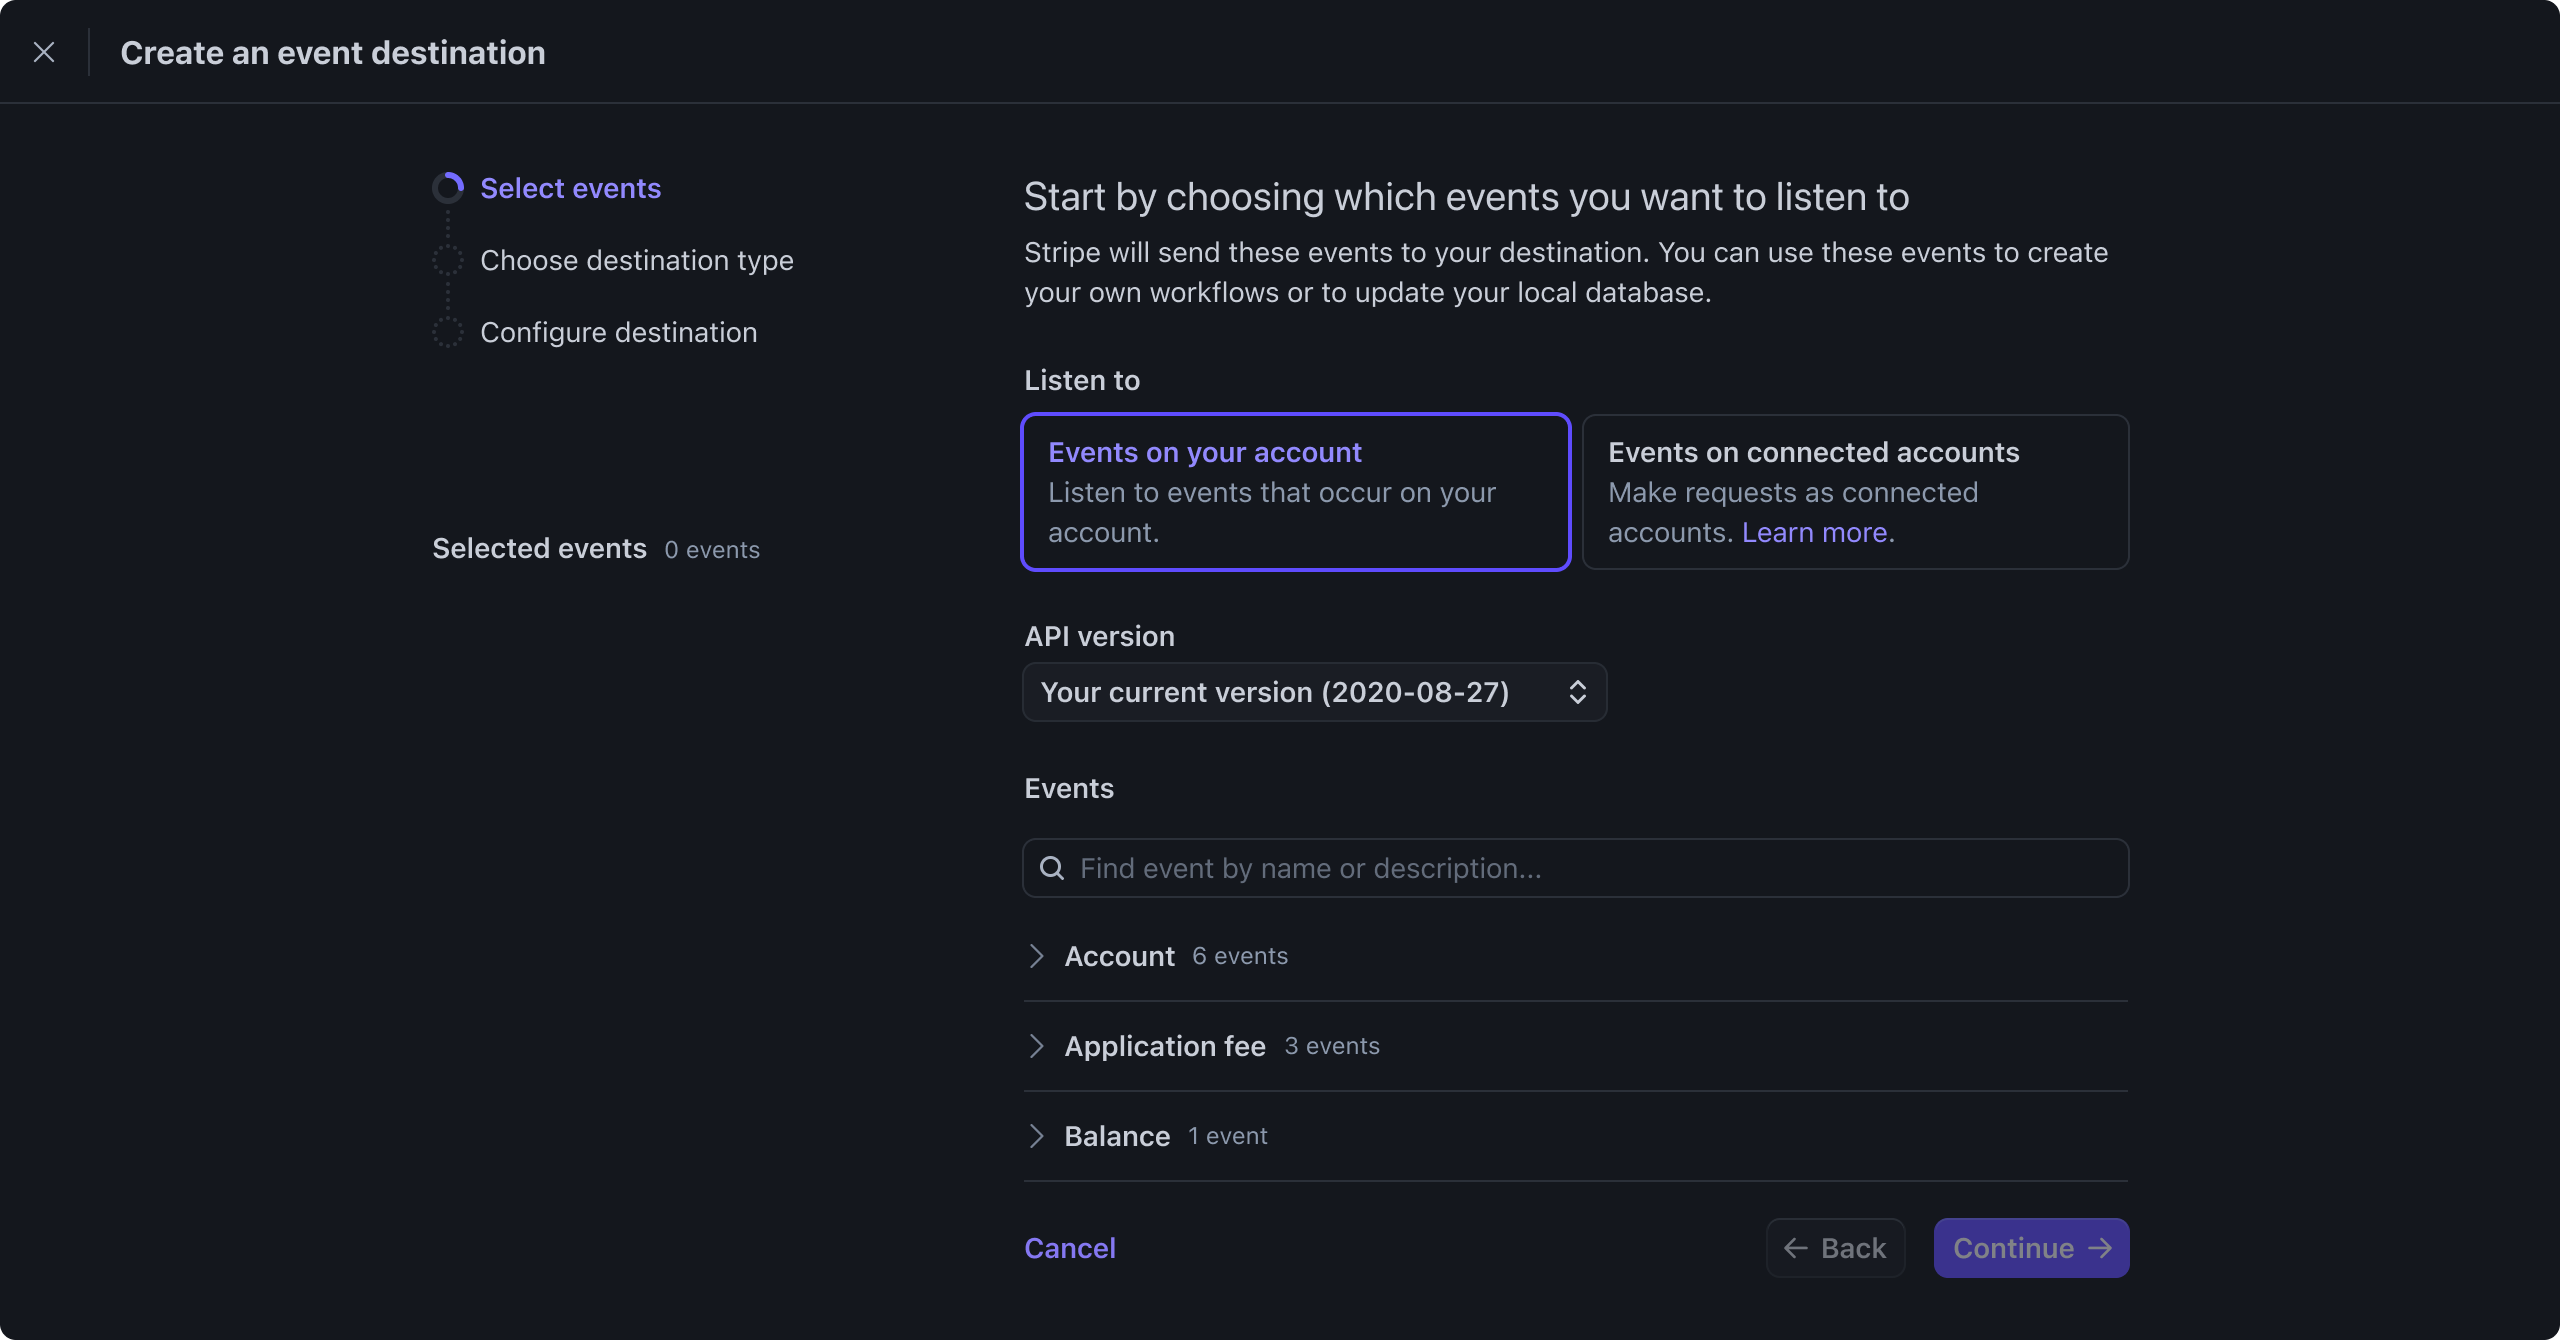 Create an event destination
Select events
Choose destination type
Configure destination
Selected events 0 events
Start by choosing which events you want to listen to
Stripe will send these events to your destination. You can use these events to create
your own workflows or to update your local database.
Listen to
Events on your account
Listen to events that occur on your
account.
Events on connected accounts
Make requests as connected
accounts. Learn more.
API version
Your current version (2020-08-27)
Events
Find event by name or description...
Account 6 events
Application fee 3 events
Balance 1 event
Cancel
Back
Continue